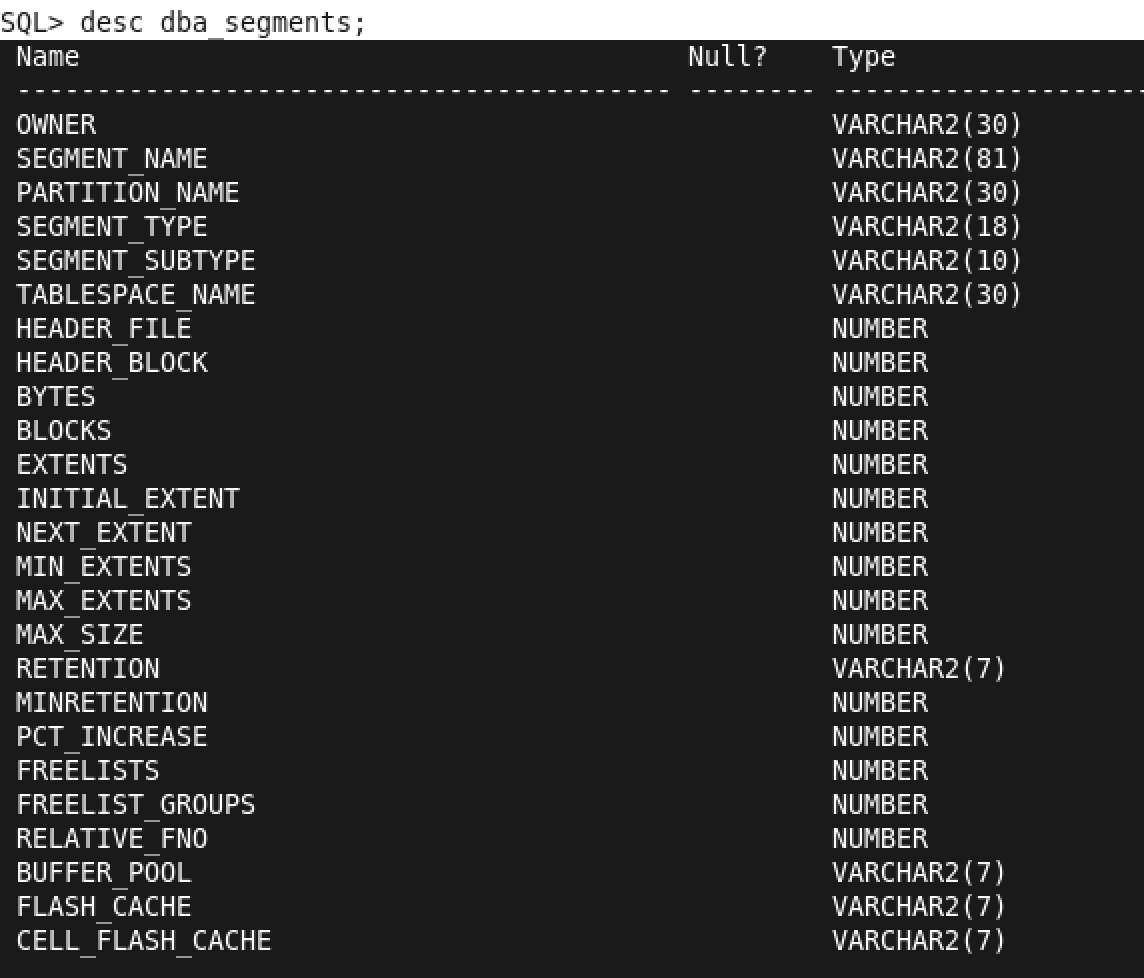 SQL> desc dba_segments;
Name Null? Type
----------------------------------------- -------- --------------------
OWNER VARCHAR2(30)
SEGMENT_NAME VARCHAR2(81)
PARTITION_NAME VARCHAR2(30)
SEGMENT_TYPE VARCHAR2(18)
SEGMENT_SUBTYPE VARCHAR2(10)
TABLESPACE_NAME VARCHAR2(30)
HEADER_FILE NUMBER
HEADER_BLOCK NUMBER
BYTES NUMBER
BLOCKS NUMBER
EXTENTS NUMBER
INITIAL_EXTENT NUMBER
NEXT_EXTENT NUMBER
MIN_EXTENTS NUMBER
MAX_EXTENTS NUMBER
MAX_SIZE NUMBER
RETENTION VARCHAR2(7)
MINRETENTION NUMBER
PCT_INCREASE NUMBER
FREELISTS NUMBER
FREELIST_GROUPS NUMBER
RELATIVE_FNO NUMBER
BUFFER_POOL VARCHAR2(7)
FLASH_CACHE VARCHAR2(7)
CELL_FLASH_CACHE VARCHAR2(7)